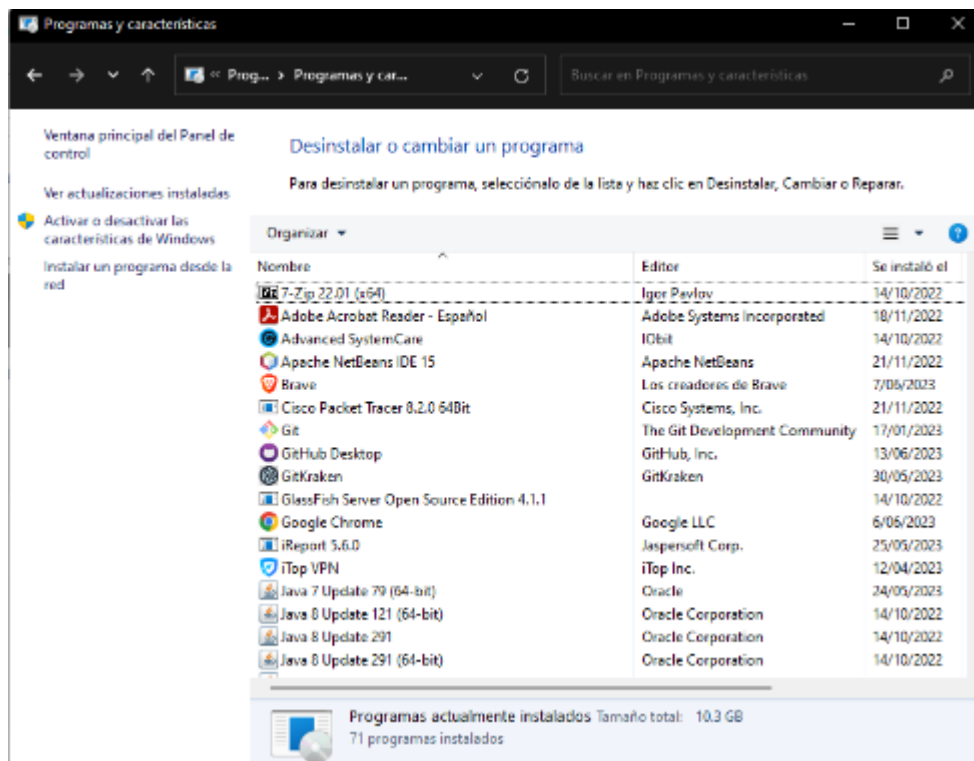 Programas y características
« Prog... > Programas y car...
Buscar en Programas y características
Ventana principal del Panel de
control
Ver actualizaciones instaladas
Activar o desactivar las
características de Windows
Instalar un programa desde la
red
Desinstalar o cambiar un programa
Para desinstalar un programa, selecciónalo de la lista y haz clic en Desinstalar, Cambiar o Reparar.
Organizar
Nombre Editor Se instaló el
7-Zip 22.01 (x64) Igor Pavlov 14/10/2022
Adobe Acrobat Reader - Español Adobe Systems Incorporated 18/11/2022
Advanced SystemCare IObit 14/10/2022
Apache NetBeans IDE 15 Apache NetBeans 21/11/2022
Brave Los creadores de Brave 7/06/2023
Cisco Packet Tracer 8.2.0 64Bit Cisco Systems, Inc. 21/11/2022
Git The Git Development Community 17/01/2023
GitHub Desktop GitHub, Inc. 13/06/2023
GitKraken GitKraken 30/05/2023
GlassFish Server Open Source Edition 4.1.1 14/10/2022
Google Chrome Google LLC 6/06/2023
iReport 5.6.0 Jaspersoft Corp. 25/05/2023
iTop VPN iTop Inc. 12/04/2023
Java 7 Update 79 (64-bit) Oracle 24/05/2023
Java 8 Update 121 (64-bit) Oracle Corporation 14/10/2022
Java 8 Update 291 Oracle Corporation 14/10/2022
Java 8 Update 291 (64-bit) Oracle Corporation 14/10/2022
Programas actualmente instalados Tamaño total: 10.3 GB
71 programas instalados